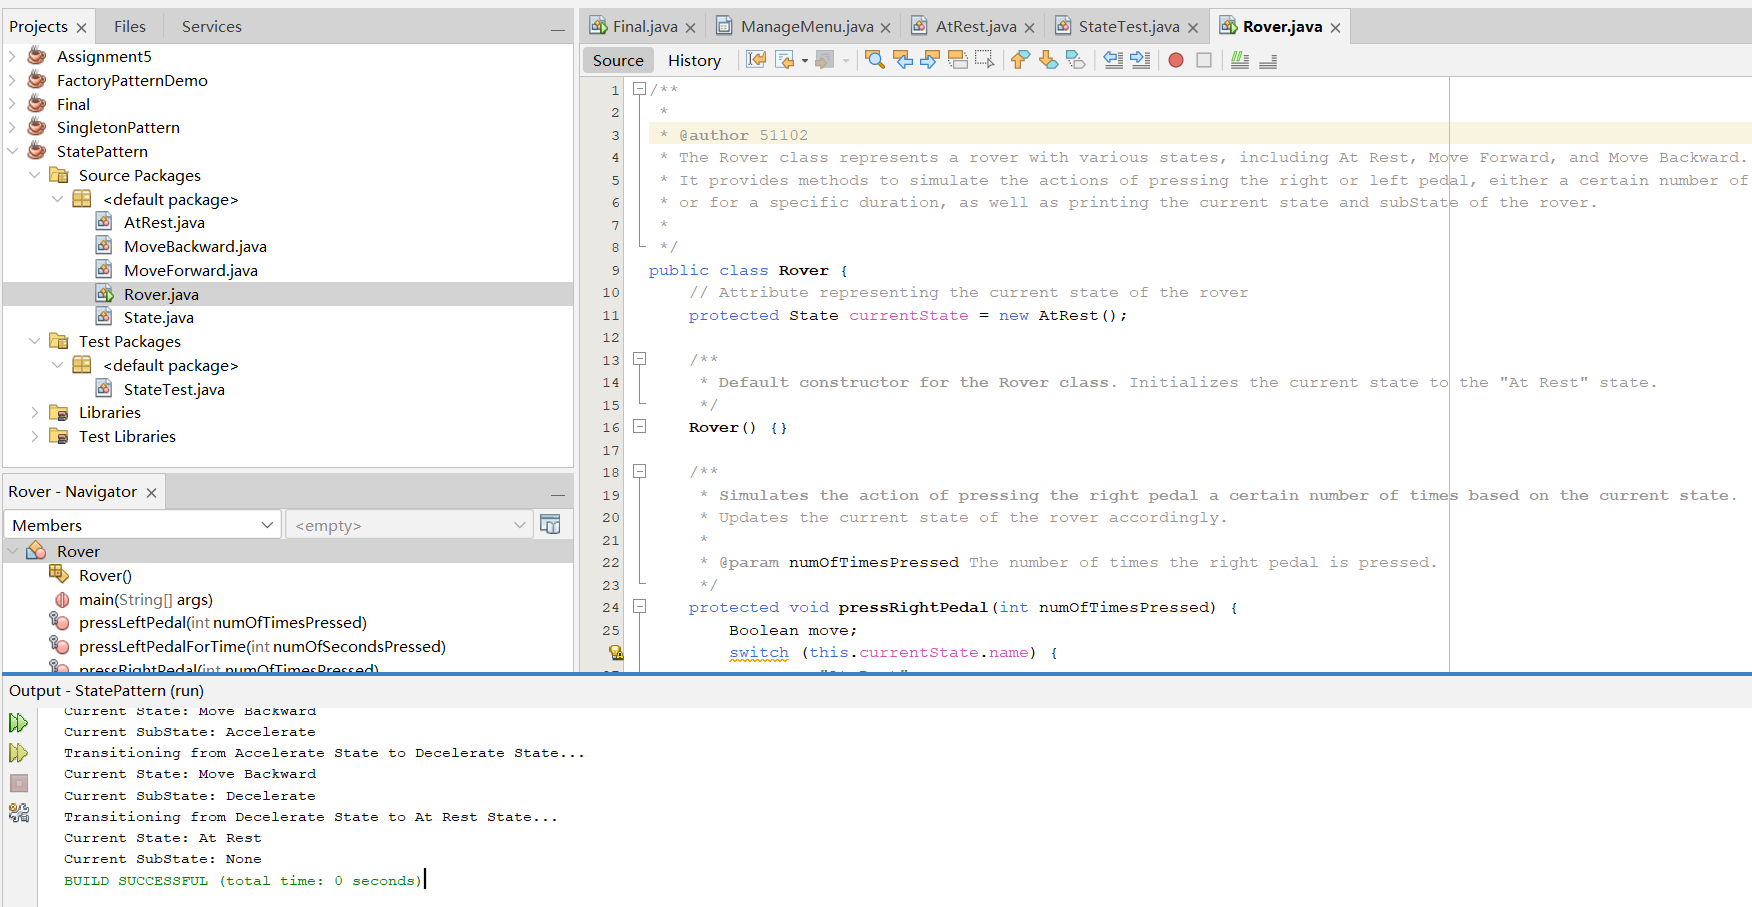 Projects
Files
Services
Assignment5
FactoryPatternDemo
Final
SingletonPattern
StatePattern
Source Packages
<default package>
AtRest.java
MoveBackward.java
MoveForward.java
Rover.java
State.java
Test Packages
<default package>
StateTest.java
Libraries
Test Libraries
Rover - Navigator
Members
<empty>
Rover
Rover()
main(String[] args)
pressLeftPedal(int numOfTimesPressed)
pressLeftPedalForTime(int numOfSecondsPressed)
pressRightPedal(int numOfTimesPressed)
Final.java ManageMenu.java AtRest.java StateTest.java Rover.java
Source History
1 /**
2 *
3 * @author 51102
4 * The Rover class represents a rover with various states, including At Rest, Move Forward, and Move Backward.
5 * It provides methods to simulate the actions of pressing the right or left pedal, either a certain number of
6 * or for a specific duration, as well as printing the current state and subState of the rover.
7 *
8 */
9 public class Rover {
10 // Attribute representing the current state of the rover
11 protected State currentState = new AtRest();
12
13 /**
14 * Default constructor for the Rover class. Initializes the current state to the "At Rest" state.
15 */
16 Rover() {}
17
18 /**
19 * Simulates the action of pressing the right pedal a certain number of times based on the current state.
20 * Updates the current state of the rover accordingly.
21 *
22 * @param numOfTimesPressed The number of times the right pedal is pressed.
23 */
24 protected void pressRightPedal(int numOfTimesPressed) {
25 Boolean move;
switch (this.currentState.name) {
Output - StatePattern (run)
Current State: Move Backward
Current SubState: Accelerate
Transitioning from Accelerate State to Decelerate State...
Current State: Move Backward
Current SubState: Decelerate
Transitioning from Decelerate State to At Rest State...
Current State: At Rest
Current SubState: None
BUILD SUCCESSFUL (total time: 0 seconds)